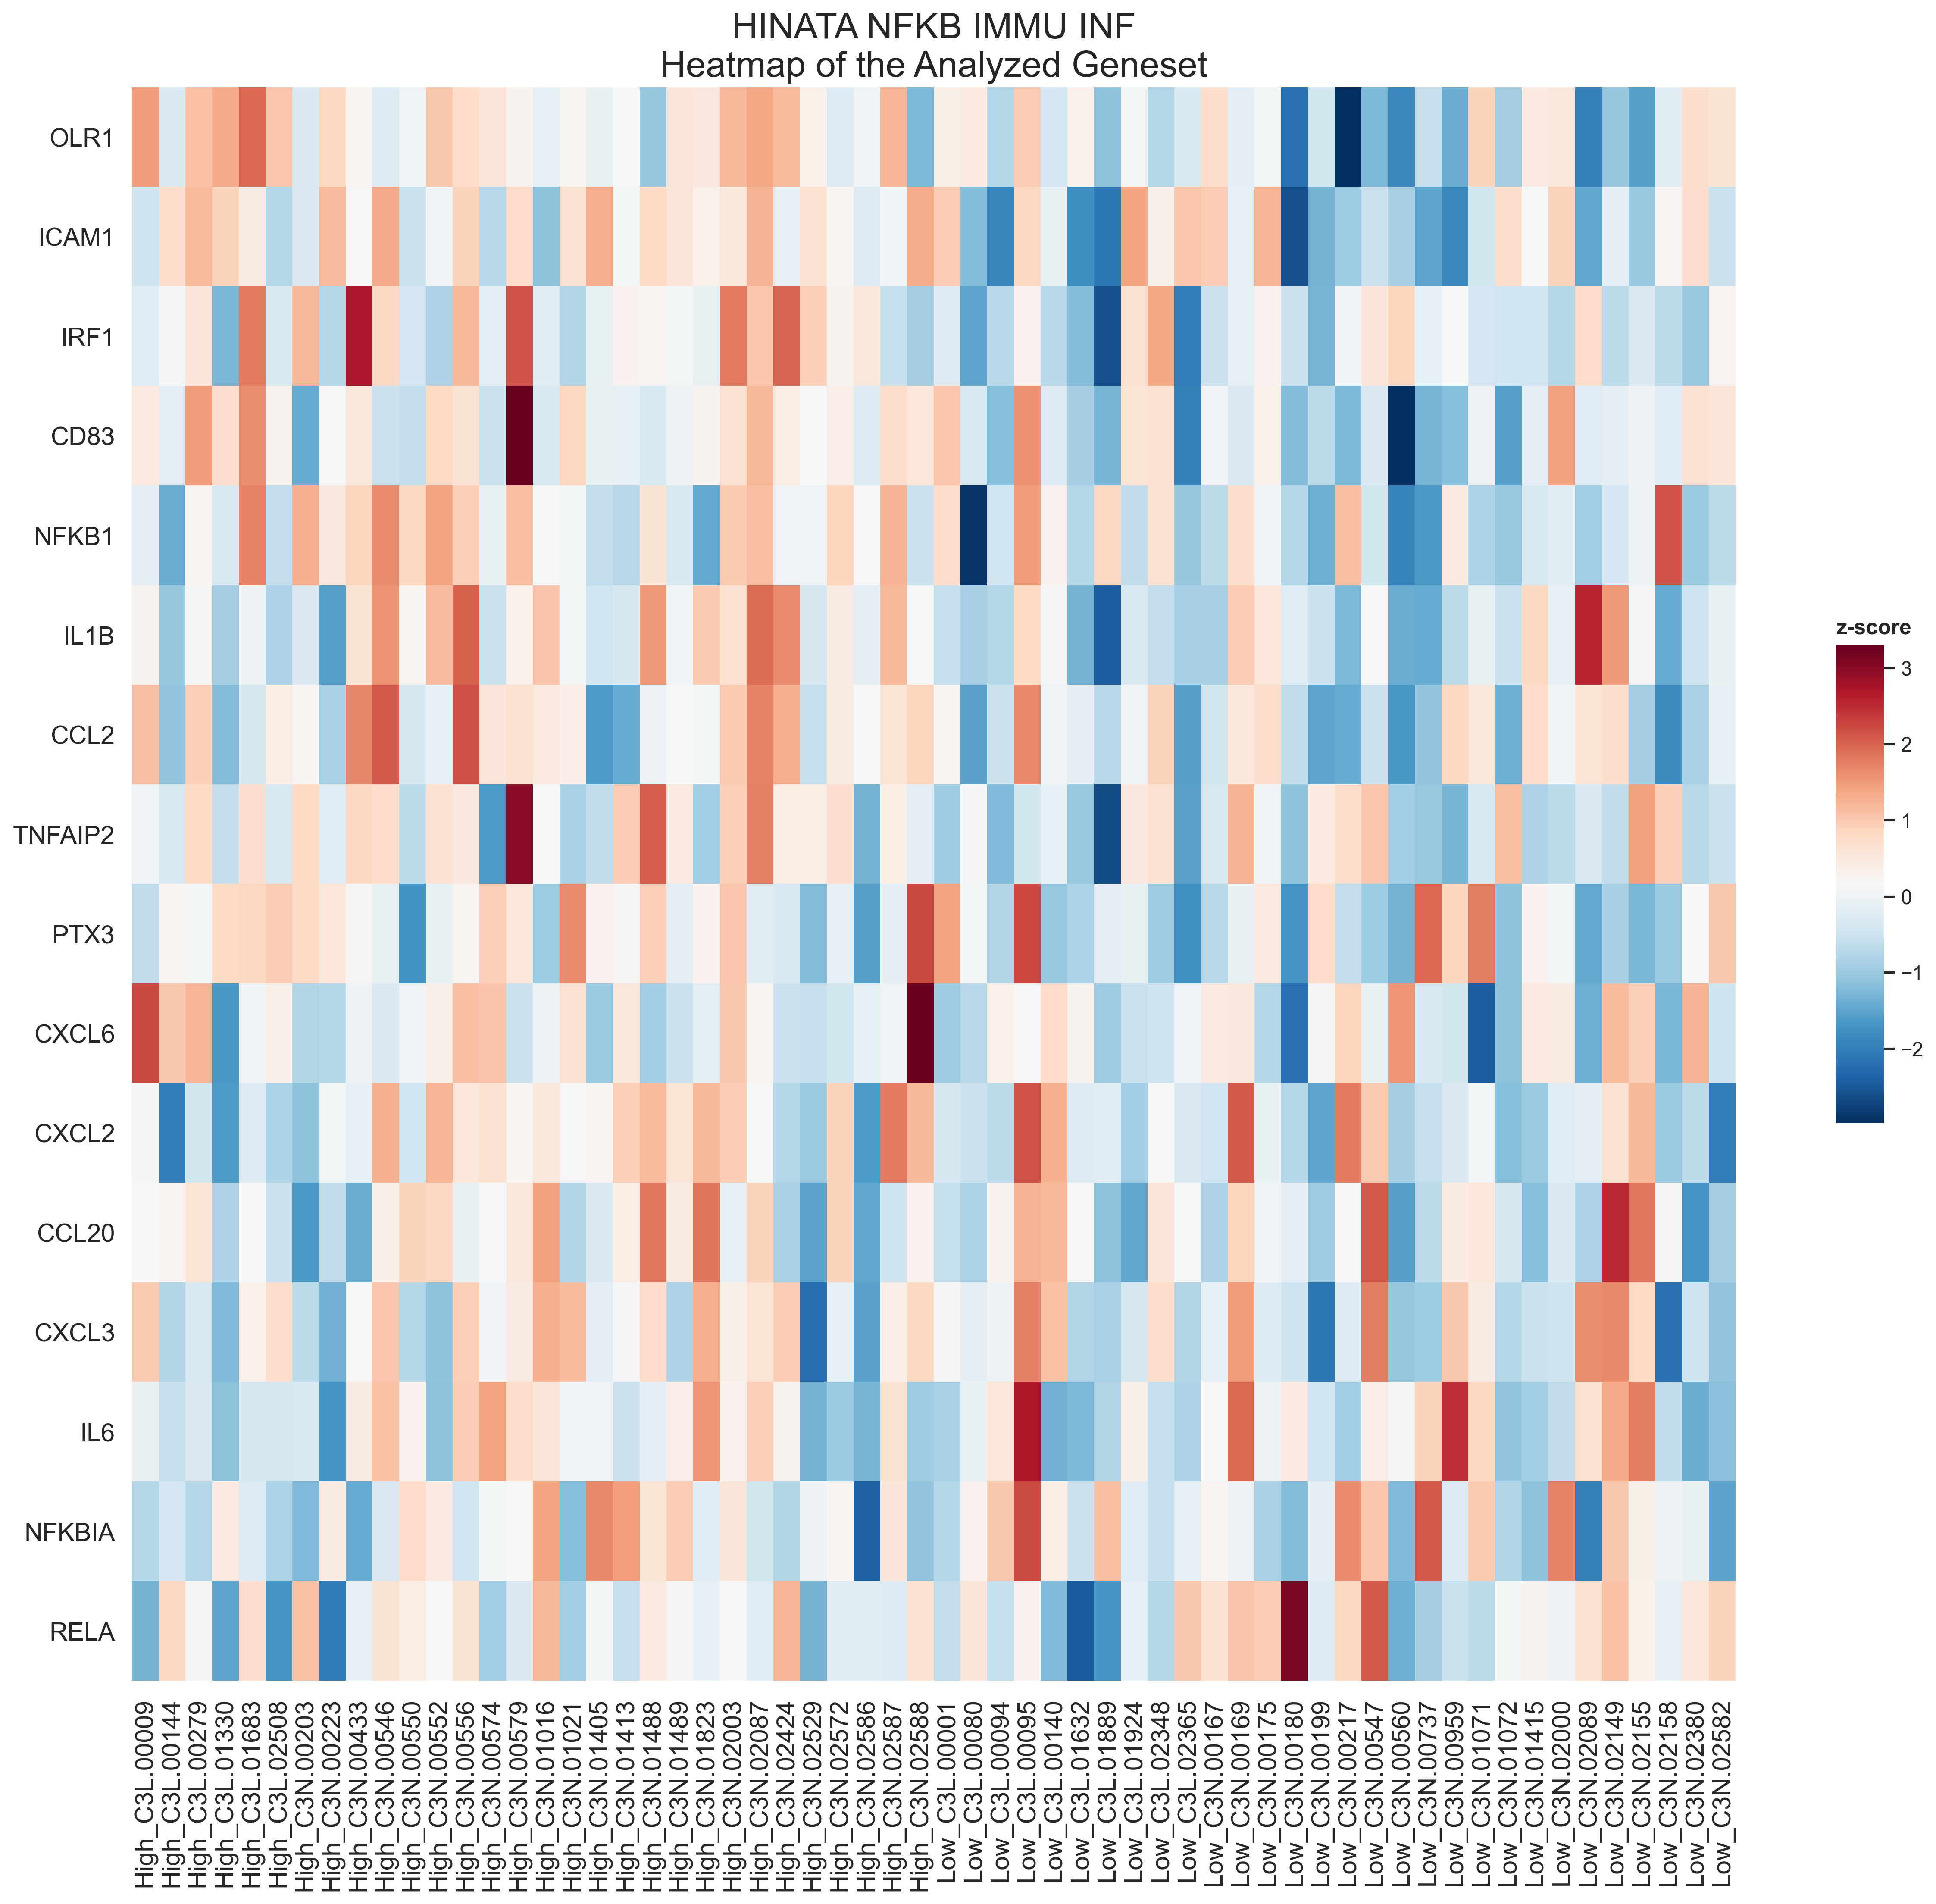 HINATA NFKB IMMU INF
Heatmap of the Analyzed Geneset
OLR1
ICAM1
IRF1
CD83
NFKB1
IL1B
CCL2
TNFAIP2
PTX3
CXCL6
CXCL2
CCL20
CXCL3
IL6
NFKBIA
RELA
z-score
3
2
1
0
−1
−2
High_C3L.00009
High_C3L.00144
High_C3L.00279
High_C3L.01330
High_C3L.01683
High_C3L.02508
High_C3N.00203
High_C3N.00223
High_C3N.00433
High_C3N.00546
High_C3N.00550
High_C3N.00552
High_C3N.00556
High_C3N.00574
High_C3N.00579
High_C3N.01016
High_C3N.01021
High_C3N.01405
High_C3N.01413
High_C3N.01488
High_C3N.01489
High_C3N.01823
High_C3N.02003
High_C3N.02087
High_C3N.02424
High_C3N.02529
High_C3N.02572
High_C3N.02586
High_C3N.02587
High_C3N.02588
Low_C3L.00001
Low_C3L.00080
Low_C3L.00094
Low_C3L.00095
Low_C3L.00140
Low_C3L.01632
Low_C3L.01889
Low_C3L.01924
Low_C3L.02348
Low_C3L.02365
Low_C3N.00167
Low_C3N.00169
Low_C3N.00175
Low_C3N.00180
Low_C3N.00199
Low_C3N.00217
Low_C3N.00547
Low_C3N.00560
Low_C3N.00737
Low_C3N.00959
Low_C3N.01071
Low_C3N.01072
Low_C3N.01415
Low_C3N.02000
Low_C3N.02089
Low_C3N.02149
Low_C3N.02155
Low_C3N.02158
Low_C3N.02380
Low_C3N.02582